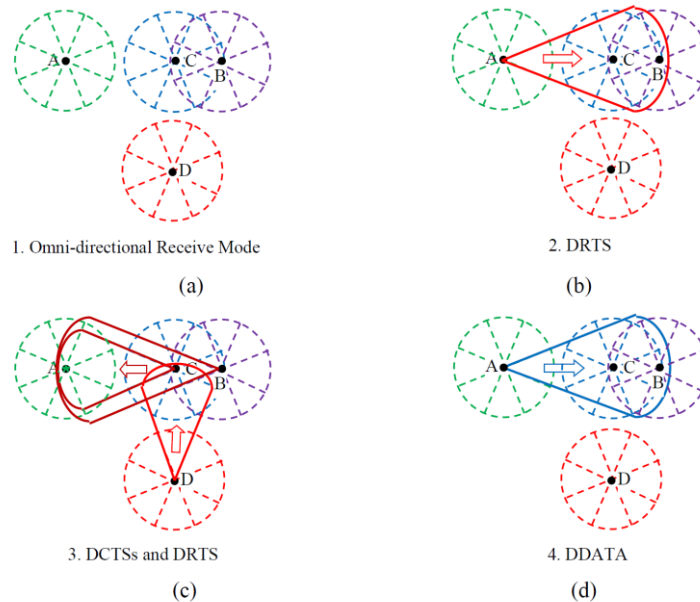 A C B
D
1. Omni-directional Receive Mode
(a)
A C B
D
2. DRTS
(b)
A C B
D
3. DCTSs and DRTS
(c)
A C B
D
4. DDATA
(d)